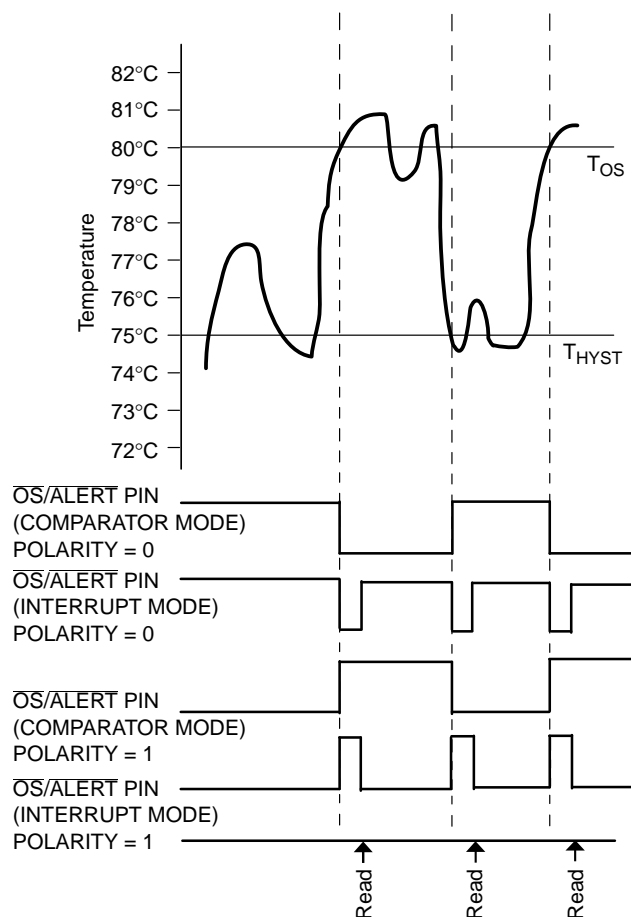 82°C
81°C
80°C
79°C
78°C
77°C
76°C
75°C
74°C
73°C
72°C
Temperature
TOS
THYST
OS/ALERT PIN
(COMPARATOR MODE)
POLARITY = 0
OS/ALERT PIN
(INTERRUPT MODE)
POLARITY = 0
OS/ALERT PIN
(COMPARATOR MODE)
POLARITY = 1
OS/ALERT PIN
(INTERRUPT MODE)
POLARITY = 1
Read
Read
Read